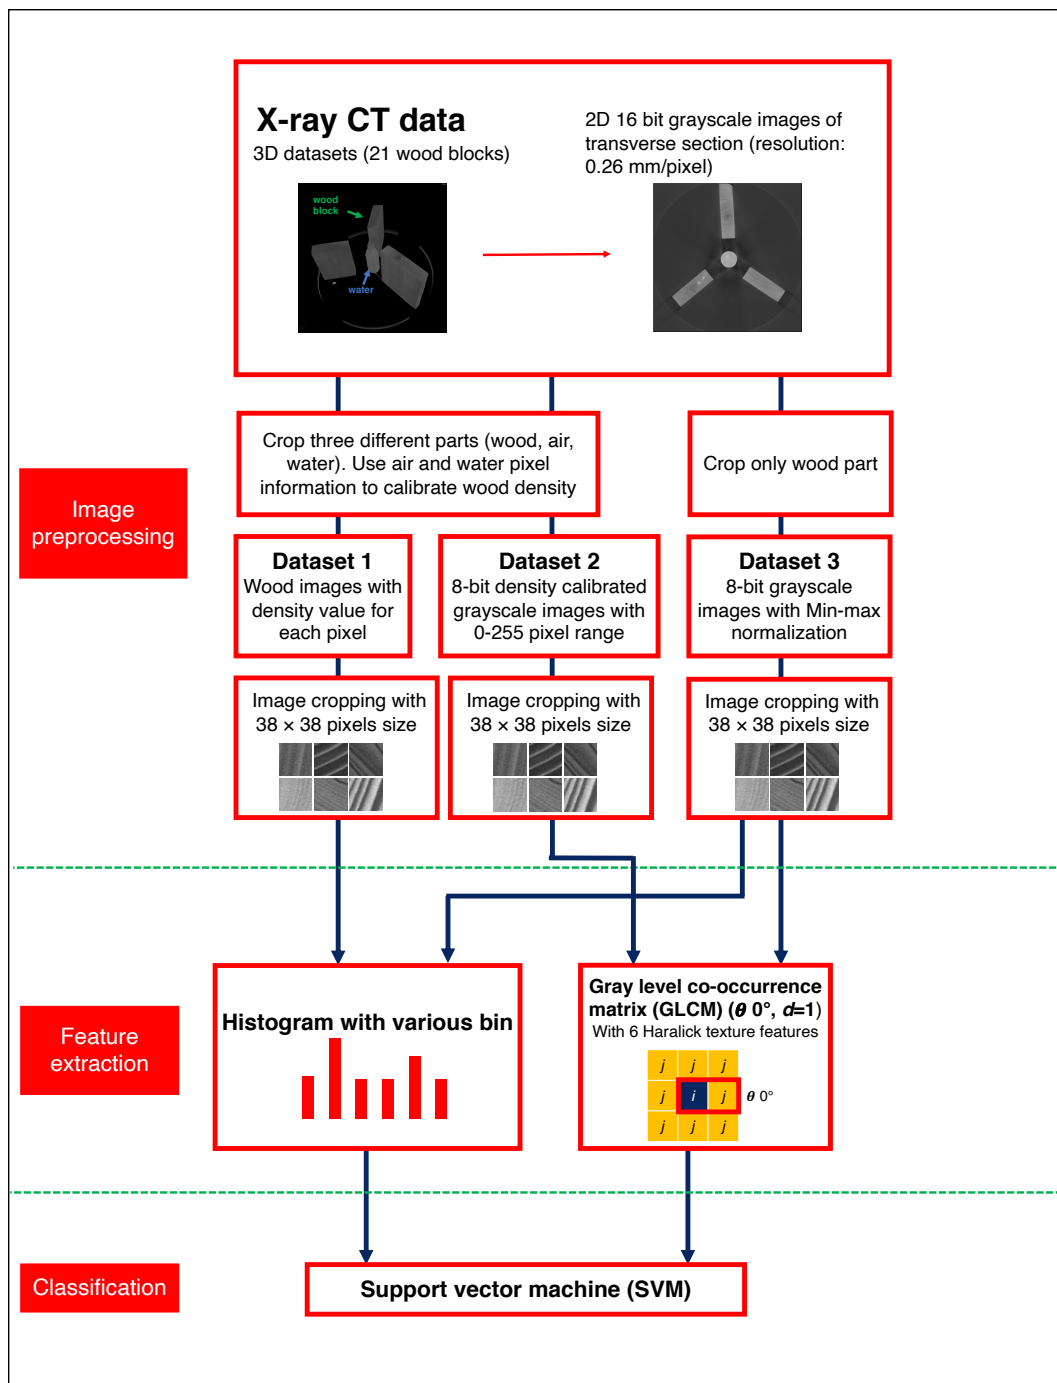 X-ray CT data
3D datasets (21 wood blocks)
2D 16 bit grayscale images of
transverse section (resolution:
0.26 mm/pixel)
wood
block
water
Image
preprocessing
Crop three different parts (wood, air,
water). Use air and water pixel
information to calibrate wood density
Crop only wood part
Dataset 1
Wood images with
density value for
each pixel
Dataset 2
8-bit density calibrated
grayscale images with
0-255 pixel range
Dataset 3
8-bit grayscale
images with Min-max
normalization
Image cropping with
38 × 38 pixels size
Image cropping with
38 × 38 pixels size
Image cropping with
38 × 38 pixels size
Feature
extraction
Histogram with various bin
Gray level co-occurrence
matrix (GLCM) (θ 0°, d=1)
With 6 Haralick texture features
j j j
j i j θ 0°
j j j
Classification
Support vector machine (SVM)